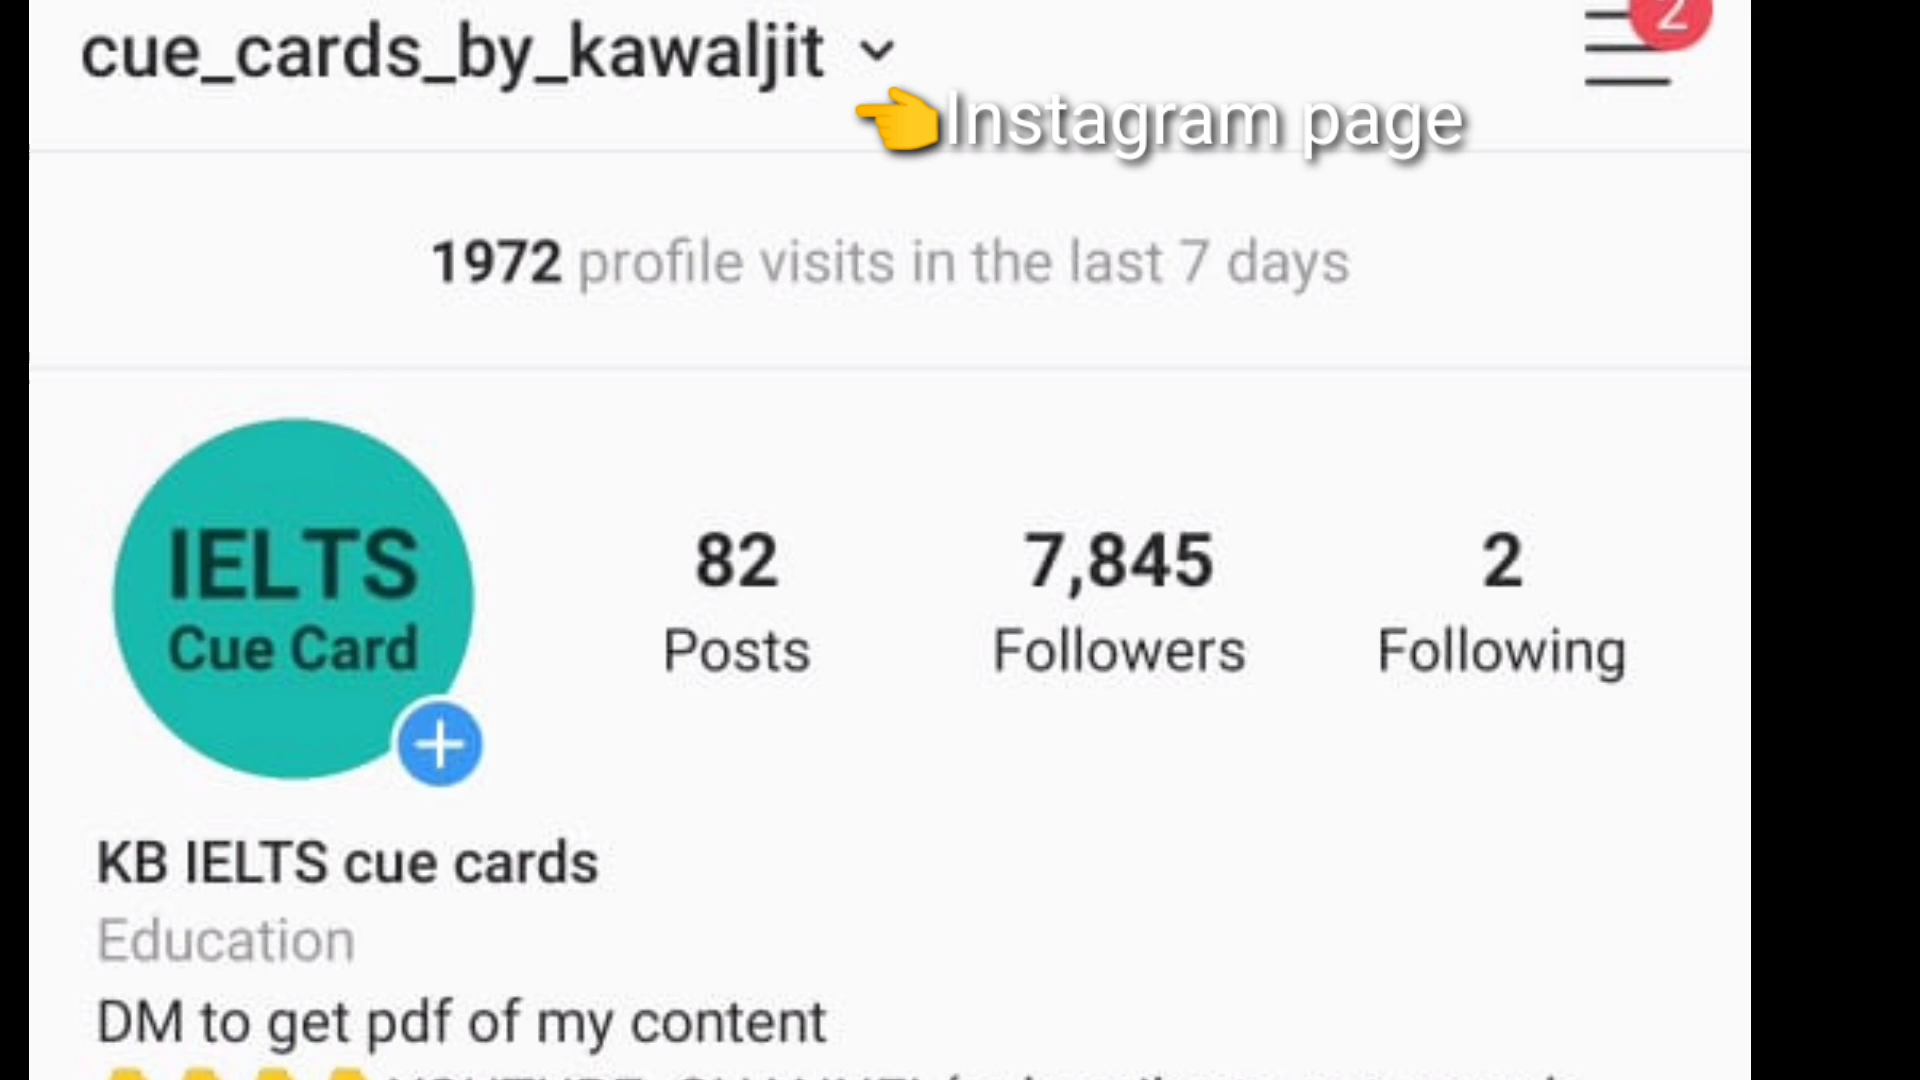 cue_cards_by_kawaljit
2
👈Instagram page
1972 profile visits in the last 7 days
IELTS
Cue Card
82
Posts
7,845
Followers
2
Following
KB IELTS cue cards
Education
DM to get pdf of my content